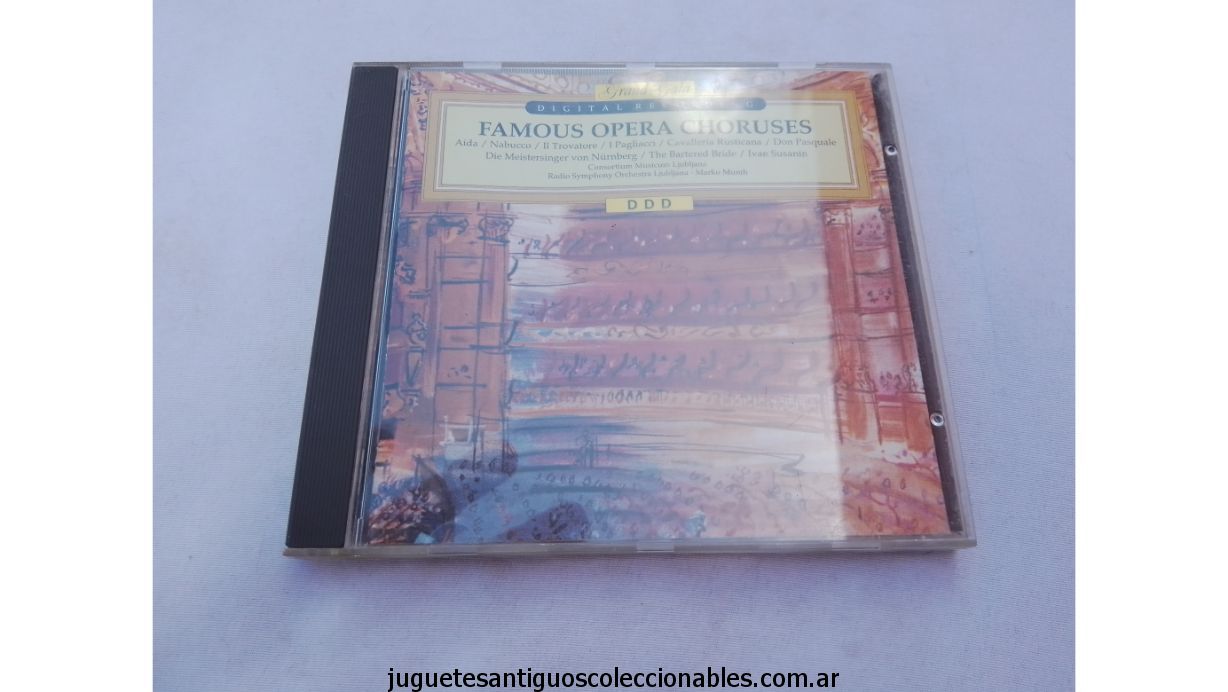 Grand Gala
DIGITAL RECORDING
FAMOUS OPERA CHORUSES
Aida / Nabucco / Il Trovatore / I Pagliacci / Cavalleria Rusticana / Don Pasquale
Die Meistersinger von Nürnberg / The Bartered Bride / Ivan Susanin
Consortium Musicum Ljubljana
Radio Symphony Orchestra Ljubljana - Marko Munih
DDD
juguetesantiguoscoleccionables.com.ar